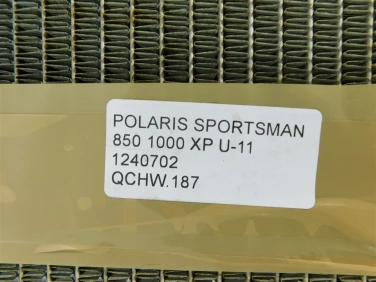 POLARIS SPORTSMAN
850 1000 XP U-11
1240702
QCHW.187